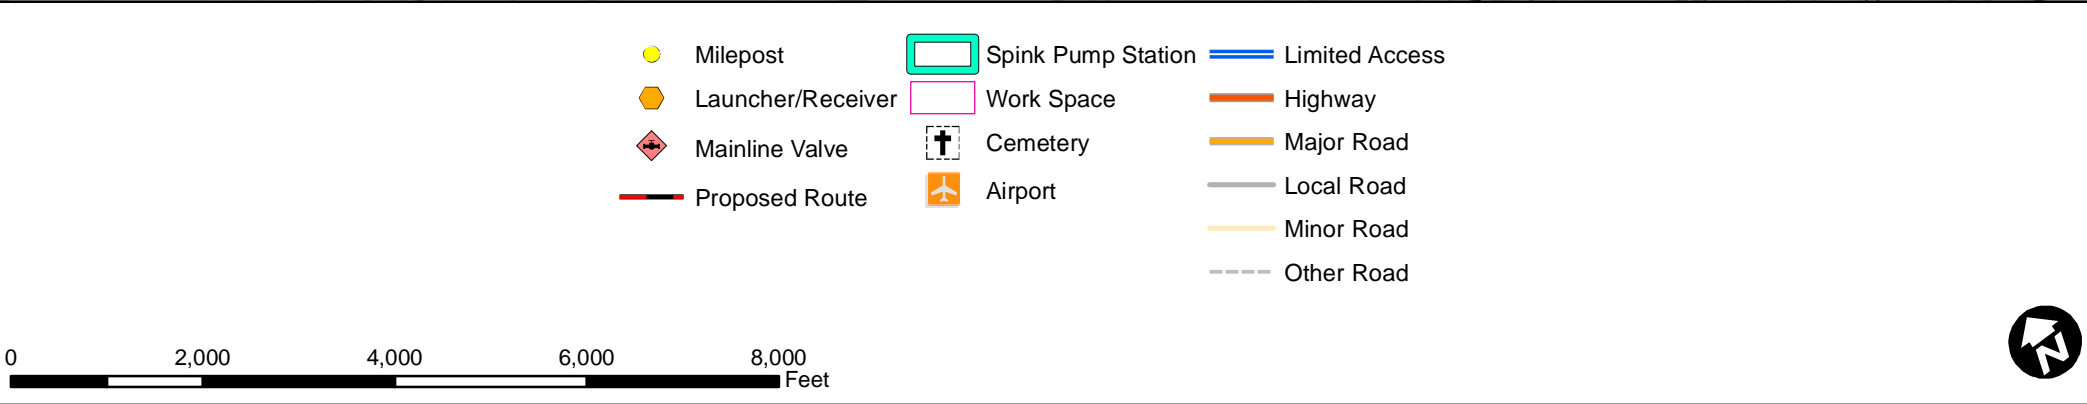 Milepost
Launcher/Receiver
Mainline Valve
Proposed Route
Spink Pump Station
Work Space
Cemetery
Airport
Limited Access
Highway
Major Road
Local Road
Minor Road
Other Road
0 2,000 4,000 6,000 8,000
Feet
N